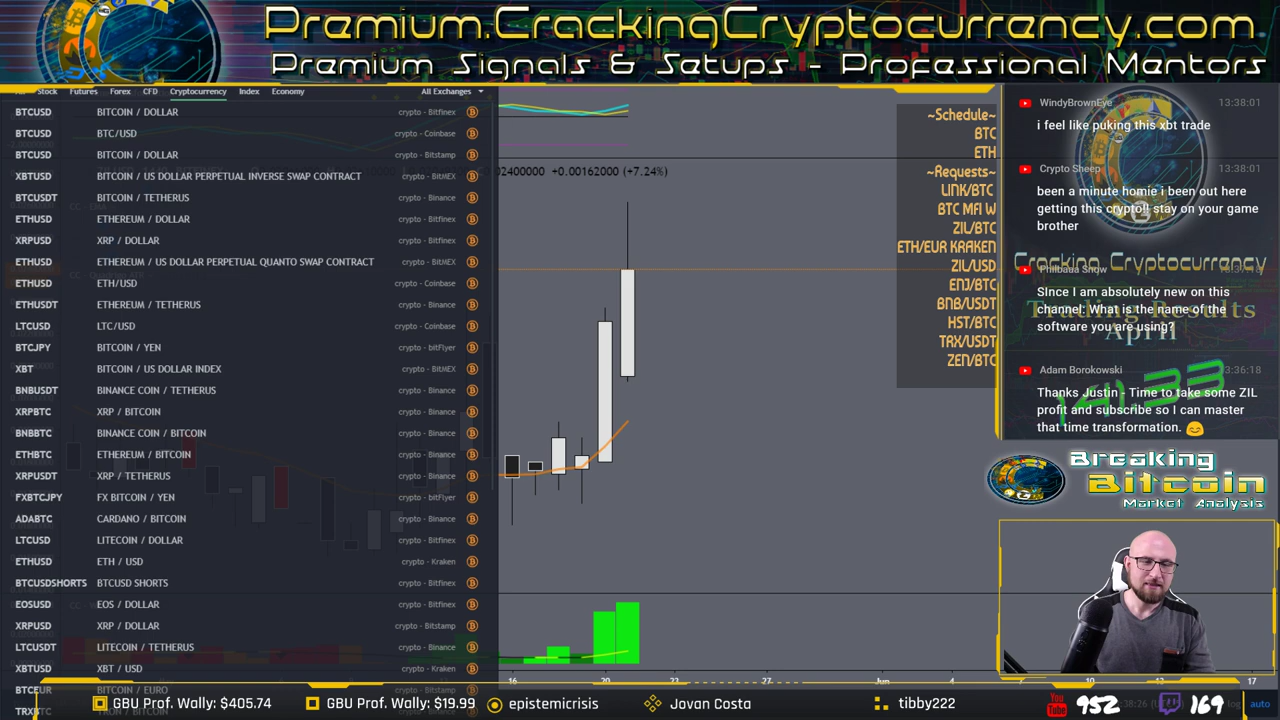 Premium.CrackingCryptocurrency.com
Premium Signals & Setups - Professional Mentors
Stock Futures Forex CFD Cryptocurrency Index Economy All Exchanges
BTCUSD BITCOIN / DOLLAR crypto - Bitfinex
BTCUSD BTC/USD crypto - Coinbase
BTCUSD BITCOIN / DOLLAR crypto - Bitstamp
XBTUSD BITCOIN / US DOLLAR PERPETUAL INVERSE SWAP CONTRACT crypto - BitMEX
BTCUSDT BITCOIN / TETHERUS crypto - Binance
ETHUSD ETHEREUM / DOLLAR crypto - Bitfinex
XRPUSD XRP / DOLLAR crypto - Bitfinex
ETHUSD ETHEREUM / US DOLLAR PERPETUAL QUANTO SWAP CONTRACT crypto - BitMEX
ETHUSD ETH/USD crypto - Coinbase
ETHUSDT ETHEREUM / TETHERUS crypto - Binance
LTCUSD LTC/USD crypto - Coinbase
BTCJPY BITCOIN / YEN crypto - bitFlyer
XBT BITCOIN / US DOLLAR INDEX crypto - BitMEX
BNBUSDT BINANCE COIN / TETHERUS crypto - Binance
XRPBTC XRP / BITCOIN crypto - Binance
BNBBTC BINANCE COIN / BITCOIN crypto - Binance
ETHBTC ETHEREUM / BITCOIN crypto - Binance
XRPUSDT XRP / TETHERUS crypto - Binance
FXBTCJPY FX BITCOIN / YEN crypto - bitFlyer
ADABTC CARDANO / BITCOIN crypto - Binance
LTCUSD LITECOIN / DOLLAR crypto - Bitfinex
ETHUSD ETH / USD crypto - Kraken
BTCUSDSHORTS BTCUSD SHORTS crypto - Bitfinex
EOSUSD EOS / DOLLAR crypto - Bitfinex
XRPUSD XRP / DOLLAR crypto - Bitstamp
LTCUSDT LITECOIN / TETHERUS crypto - Binance
XBTUSD XBT / USD crypto - Kraken
BTCEUR BITCOIN / EURO
02400000 +0.00162000 (+7.24%)
16 20 23 27 Jun 4 10 17
~Schedule~
BTC
ETH
~Requests~
LINK/BTC
BTC MFI W
ZIL/BTC
ETH/EUR KRAKEN
ZIL/USD
ENJ/BTC
BNB/USDT
HST/BTC
TRX/USDT
ZEN/BTC
WindyBrownEye 13:38:01
i feel like puking this xbt trade
Crypto Sheep 13:38:01
been a minute homie i been out here
getting this crypto!! stay on your game
brother
Cracking Cryptocurrency
SInce I am absolutely new on this
channel: What is the name of the
software you are using?
Trading Results
April
Adam Borokowski 13:36:18
Thanks Justin - Time to take some ZIL
profit and subscribe so I can master
that time transformation.
Breaking
Bitcoin
Market Analysis
GBU Prof. Wally: $405.74 GBU Prof. Wally: $19.99 epistemicrisis Jovan Costa tibby222
You
Tube
952 169
auto